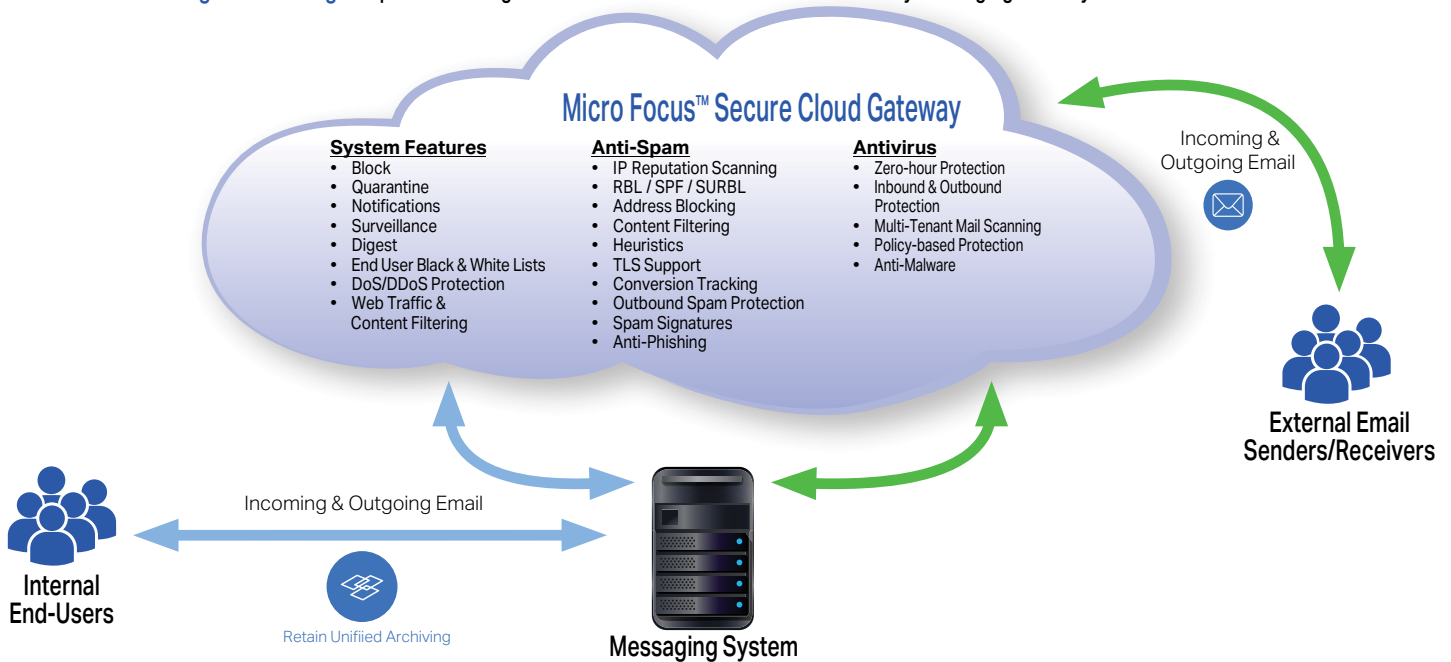 Micro Focus™ Secure Cloud Gateway
System Features
• Block
• Quarantine
• Notifications
• Surveillance
• Digest
• End User Black & White Lists
• DoS/DDoS Protection
• Web Traffic &
Content Filtering
Anti-Spam
• IP Reputation Scanning
• RBL / SPF / SURBL
• Address Blocking
• Content Filtering
• Heuristics
• TLS Support
• Conversion Tracking
• Outbound Spam Protection
• Spam Signatures
• Anti-Phishing
Antivirus
• Zero-hour Protection
• Inbound & Outbound
Protection
• Multi-Tenant Mail Scanning
• Policy-based Protection
• Anti-Malware
Incoming &
Outgoing Email
External Email
Senders/Receivers
Incoming & Outgoing Email
Internal
End-Users
Retain Unifiied Archiving
Messaging System